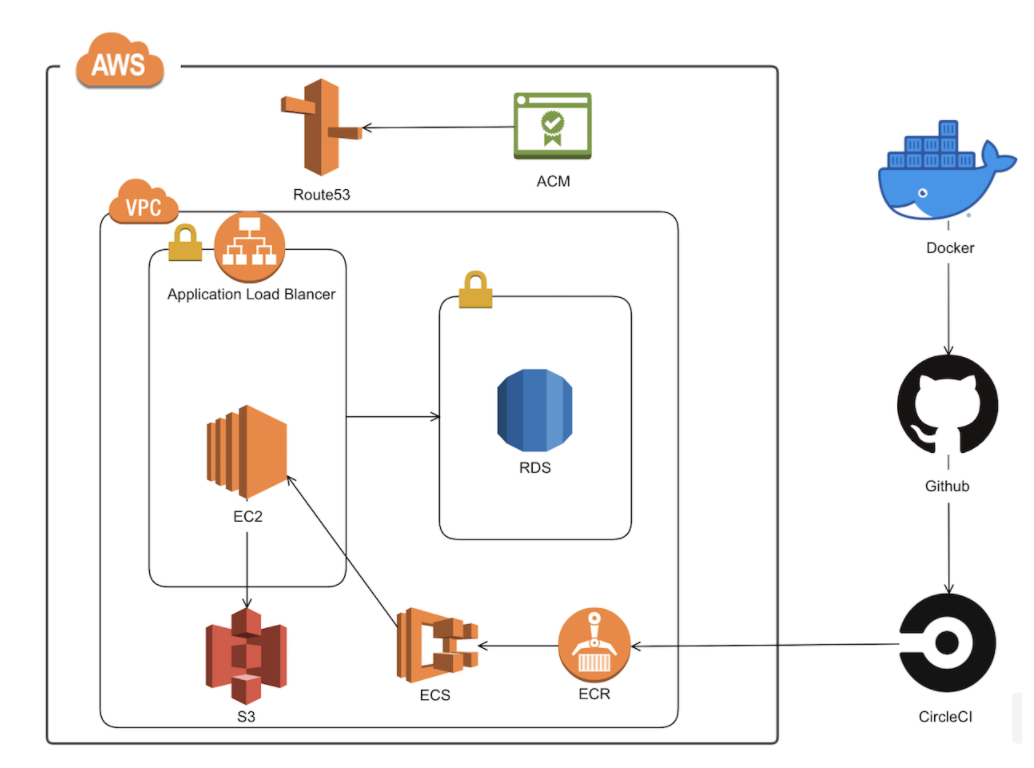 AWS
Route53
ACM
VPC
Application Load Blancer
EC2
RDS
S3
ECS
ECR
Docker
Github
CircleCI